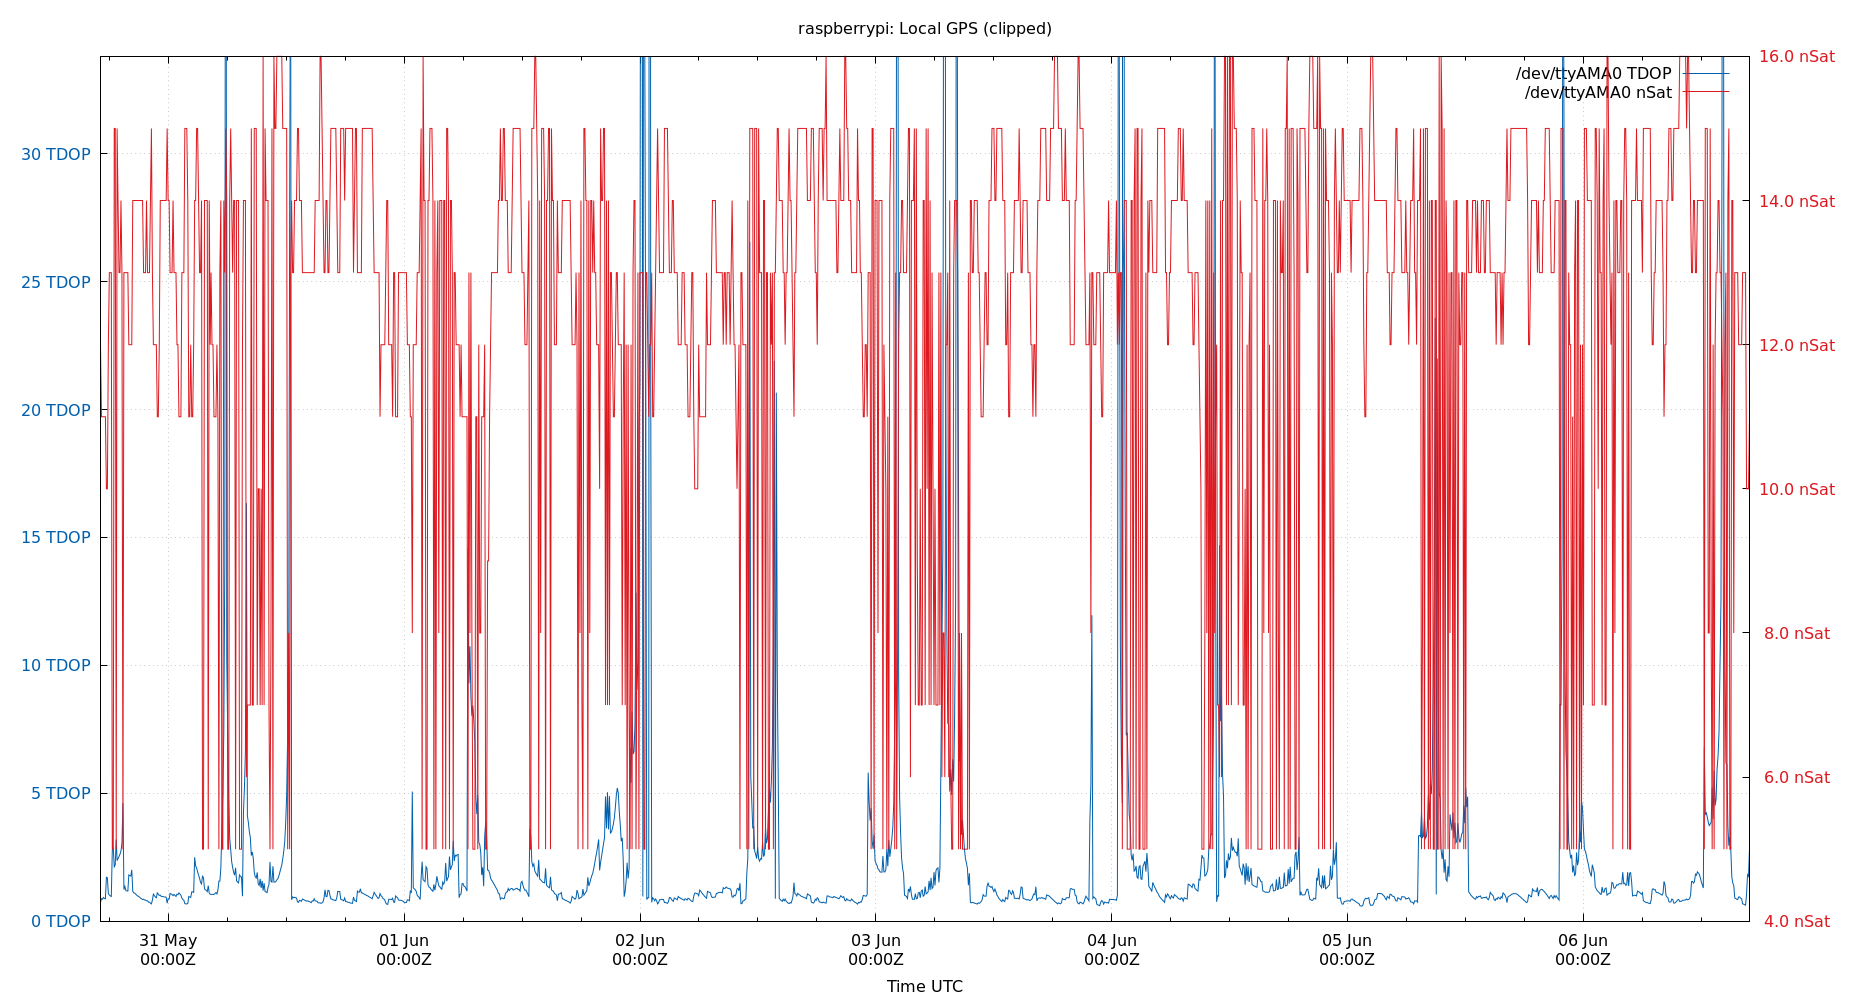 raspberrypi: Local GPS (clipped)
16.0 nSat
/dev/ttyAMA0 TDOP
/dev/ttyAMA0 nSat
30 TDOP
14.0 nSat
25 TDOP
12.0 nSat
20 TDOP
10.0 nSat
15 TDOP
8.0 nSat
10 TDOP
6.0 nSat
5 TDOP
0 TDOP
4.0 nSat
31 May 01 Jun 02 Jun 03 Jun 04 Jun 05 Jun 06 Jun
00:00Z 00:00Z 00:00Z 00:00Z 00:00Z 00:00Z 00:00Z
Time UTC